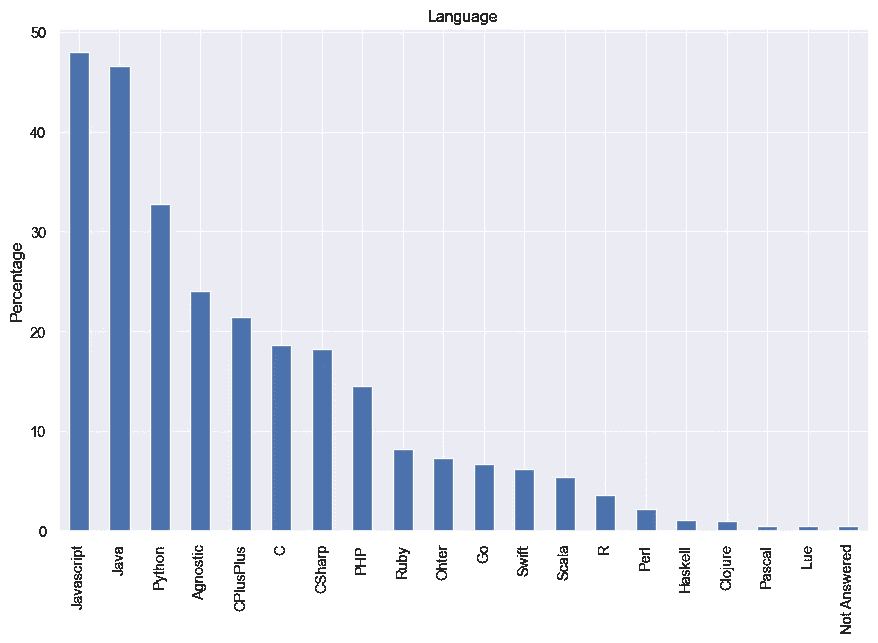 Language
50
40
30
20
10
0
Percentage
Javascript
Java
Python
Agnostic
CPlusPlus
C
CSharp
PHP
Ruby
Ohter
Go
Swift
Scala
R
Perl
Haskell
Clojure
Pascal
Lue
Not Answered